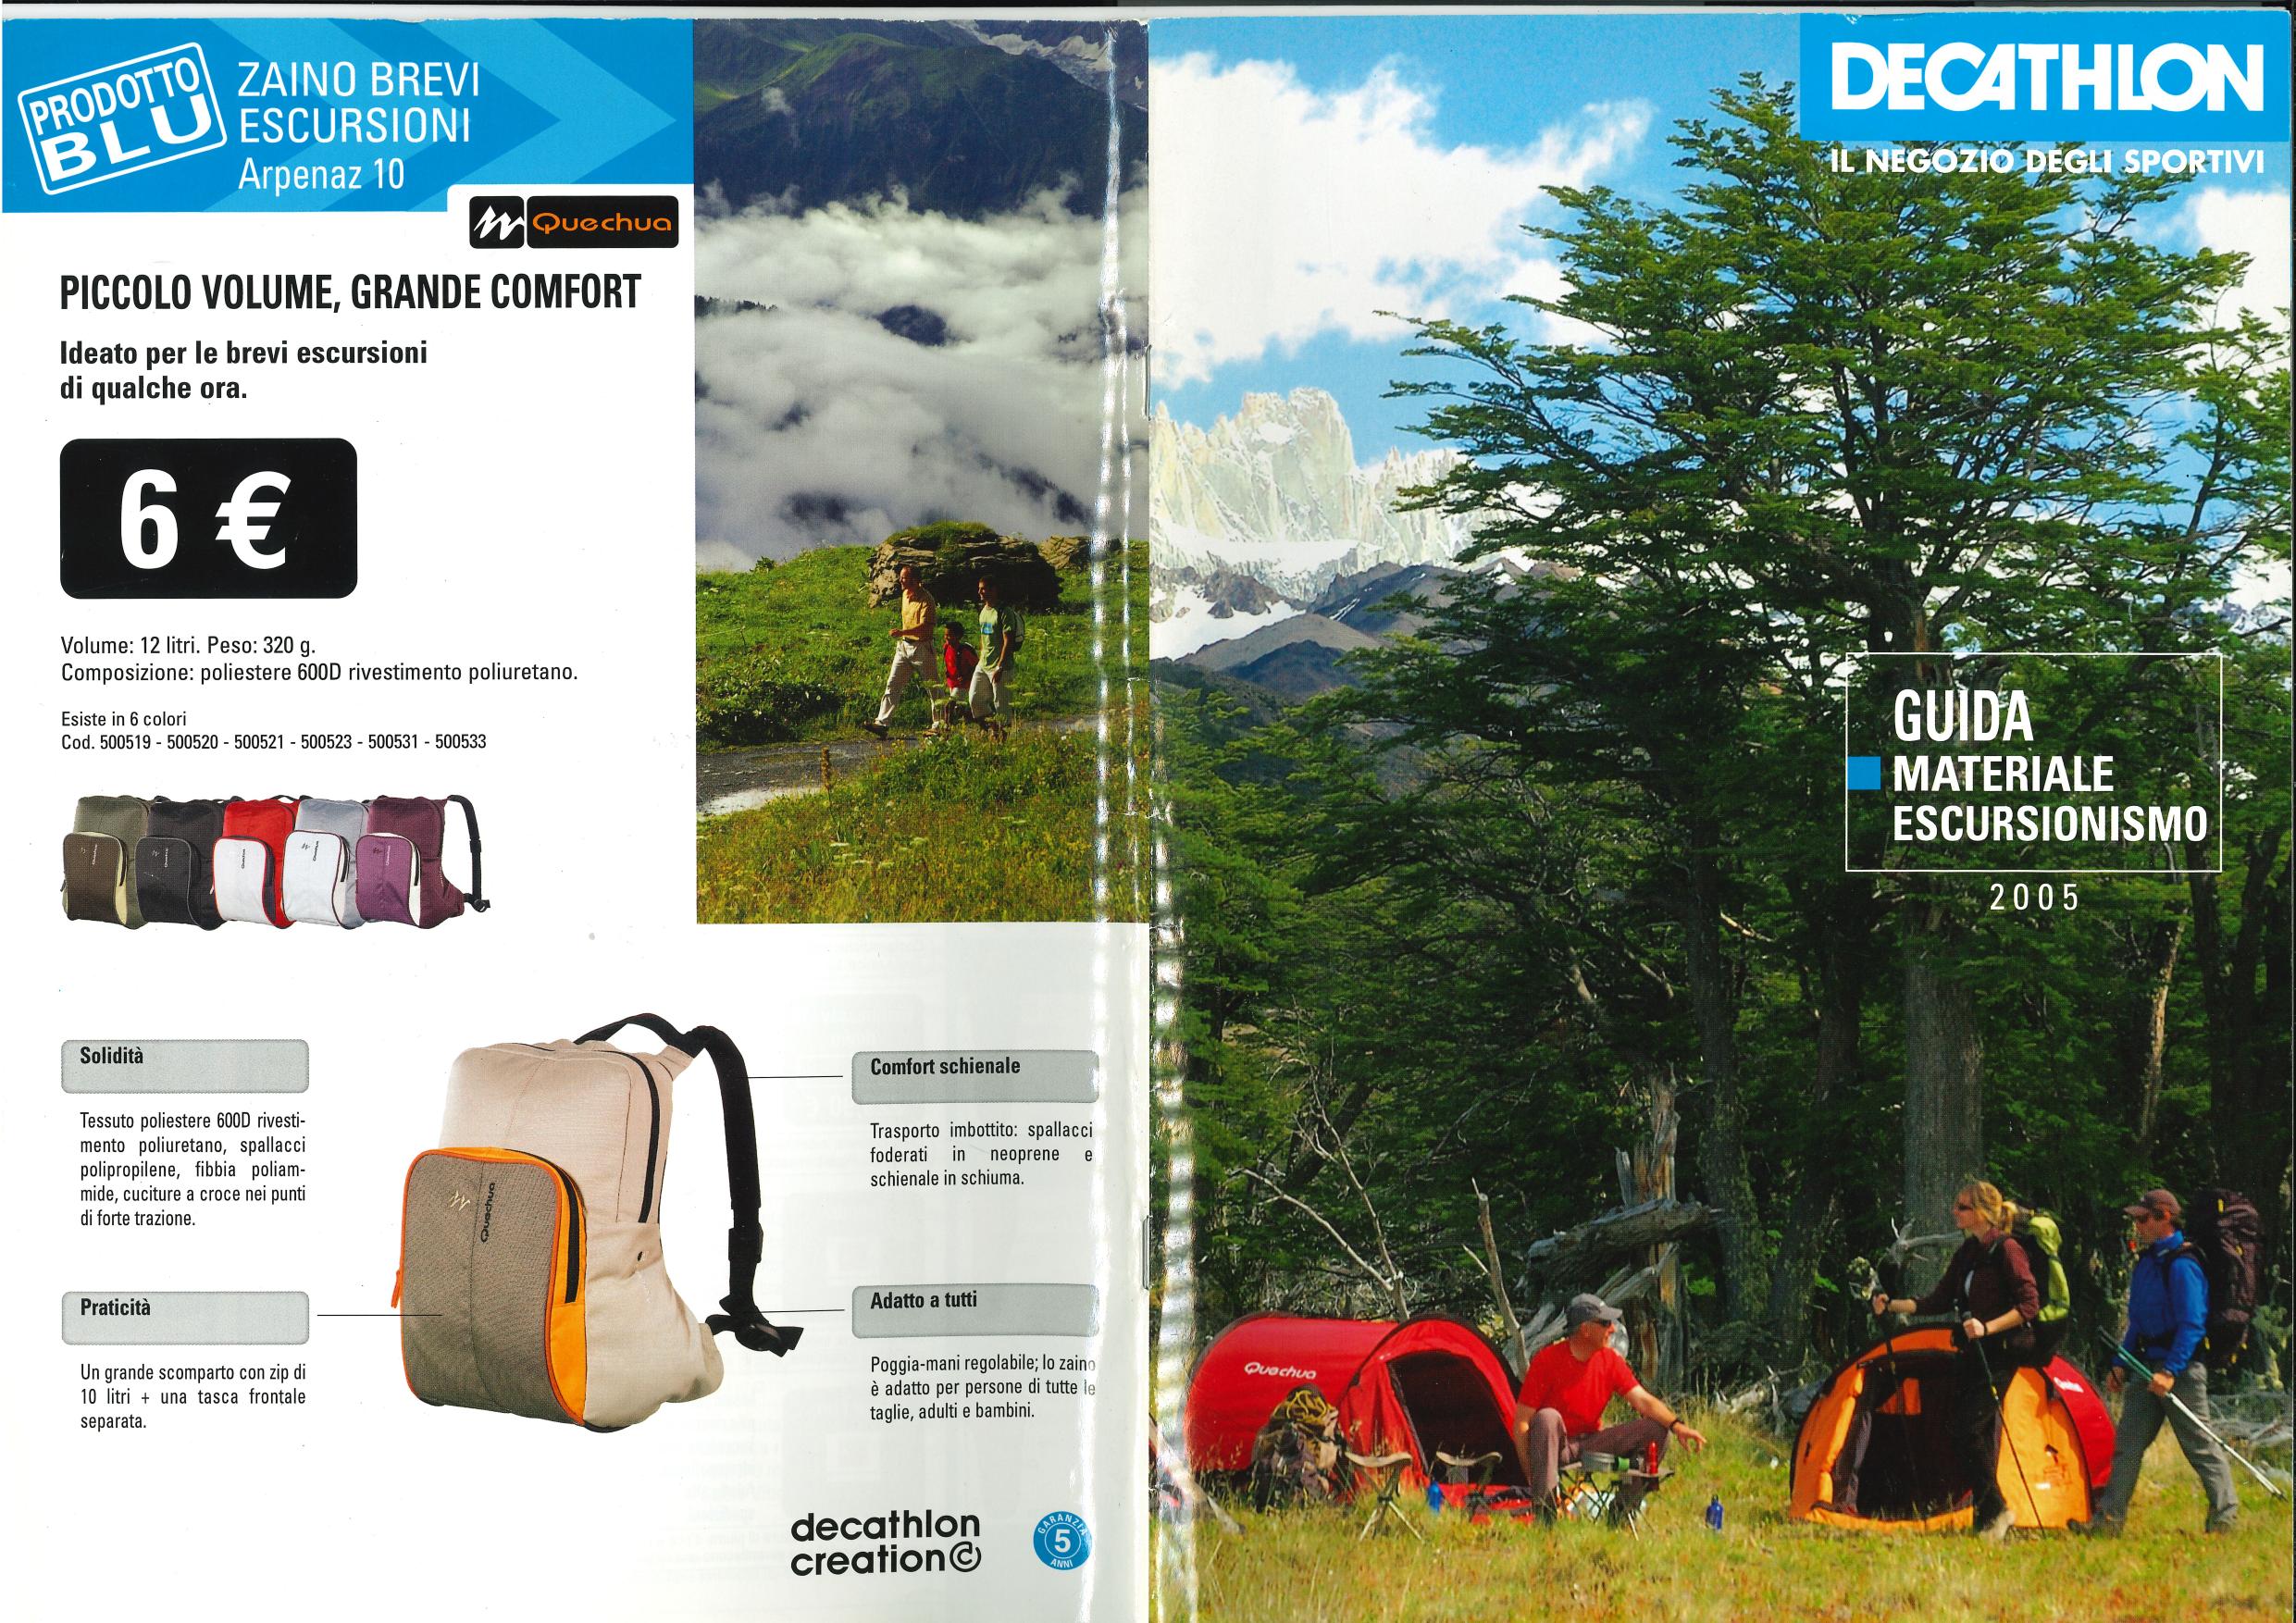 PRODOTTO
BLU
ZAINO BREVI
ESCURSIONI
Arpenaz 10
Quechua
PICCOLO VOLUME, GRANDE COMFORT
Ideato per le brevi escursioni
di qualche ora.
6 €
Volume: 12 litri. Peso: 320 g.
Composizione: poliestere 600D rivestimento poliuretano.
Esiste in 6 colori
Cod. 500519 - 500520 - 500521 - 500523 - 500531 - 500533
Solidità
Tessuto poliestere 600D rivesti-
mento poliuretano, spallacci
polipropilene, fibbia poliam-
mide, cuciture a croce nei punti
di forte trazione.
Praticità
Un grande scomparto con zip di
10 litri + una tasca frontale
separata.
Quechua
Comfort schienale
Trasporto imbottito: spallacci
foderati in neoprene e
schienale in schiuma.
Adatto a tutti
Poggia-mani regolabile; lo zaino
è adatto per persone di tutte le
taglie, adulti e bambini.
decathlon
creation
GARANZIA
5
ANNI
DECATHLON
IL NEGOZIO DEGLI SPORTIVI
GUIDA
MATERIALE
ESCURSIONISMO
2005
Quechua